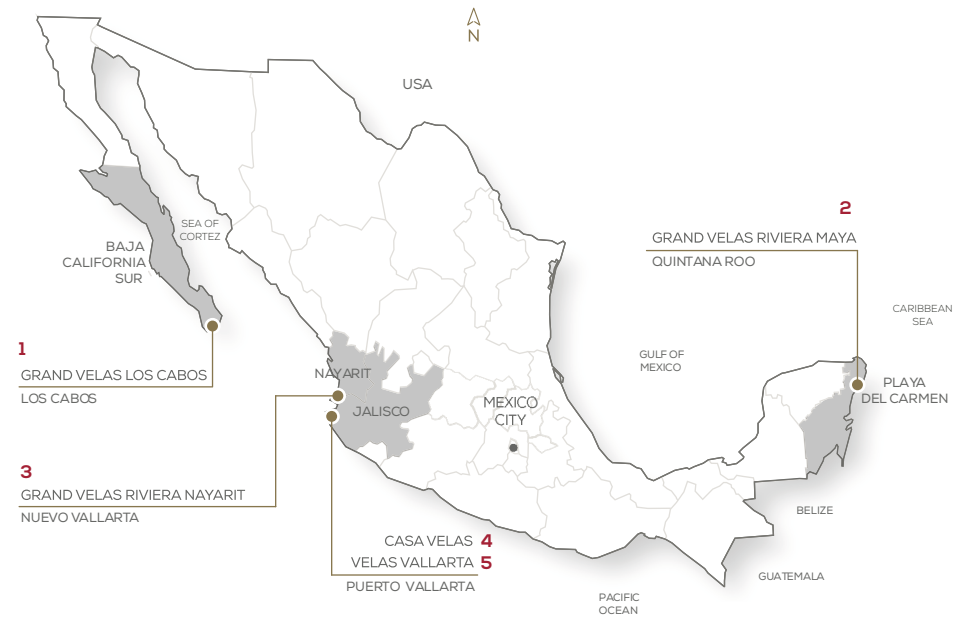 N
USA
2
GRAND VELAS RIVIERA MAYA
QUINTANA ROO
SEA OF
CORTEZ
BAJA
CALIFORNIA
SUR
CARIBBEAN
SEA
1
GRAND VELAS LOS CABOS
LOS CABOS
GULF OF
MEXICO
NAYARIT
JALISCO
MEXICO
CITY
PLAYA
DEL CARMEN
3
GRAND VELAS RIVIERA NAYARIT
NUEVO VALLARTA
BELIZE
CASA VELAS 4
VELAS VALLARTA 5
PUERTO VALLARTA
GUATEMALA
PACIFIC
OCEAN